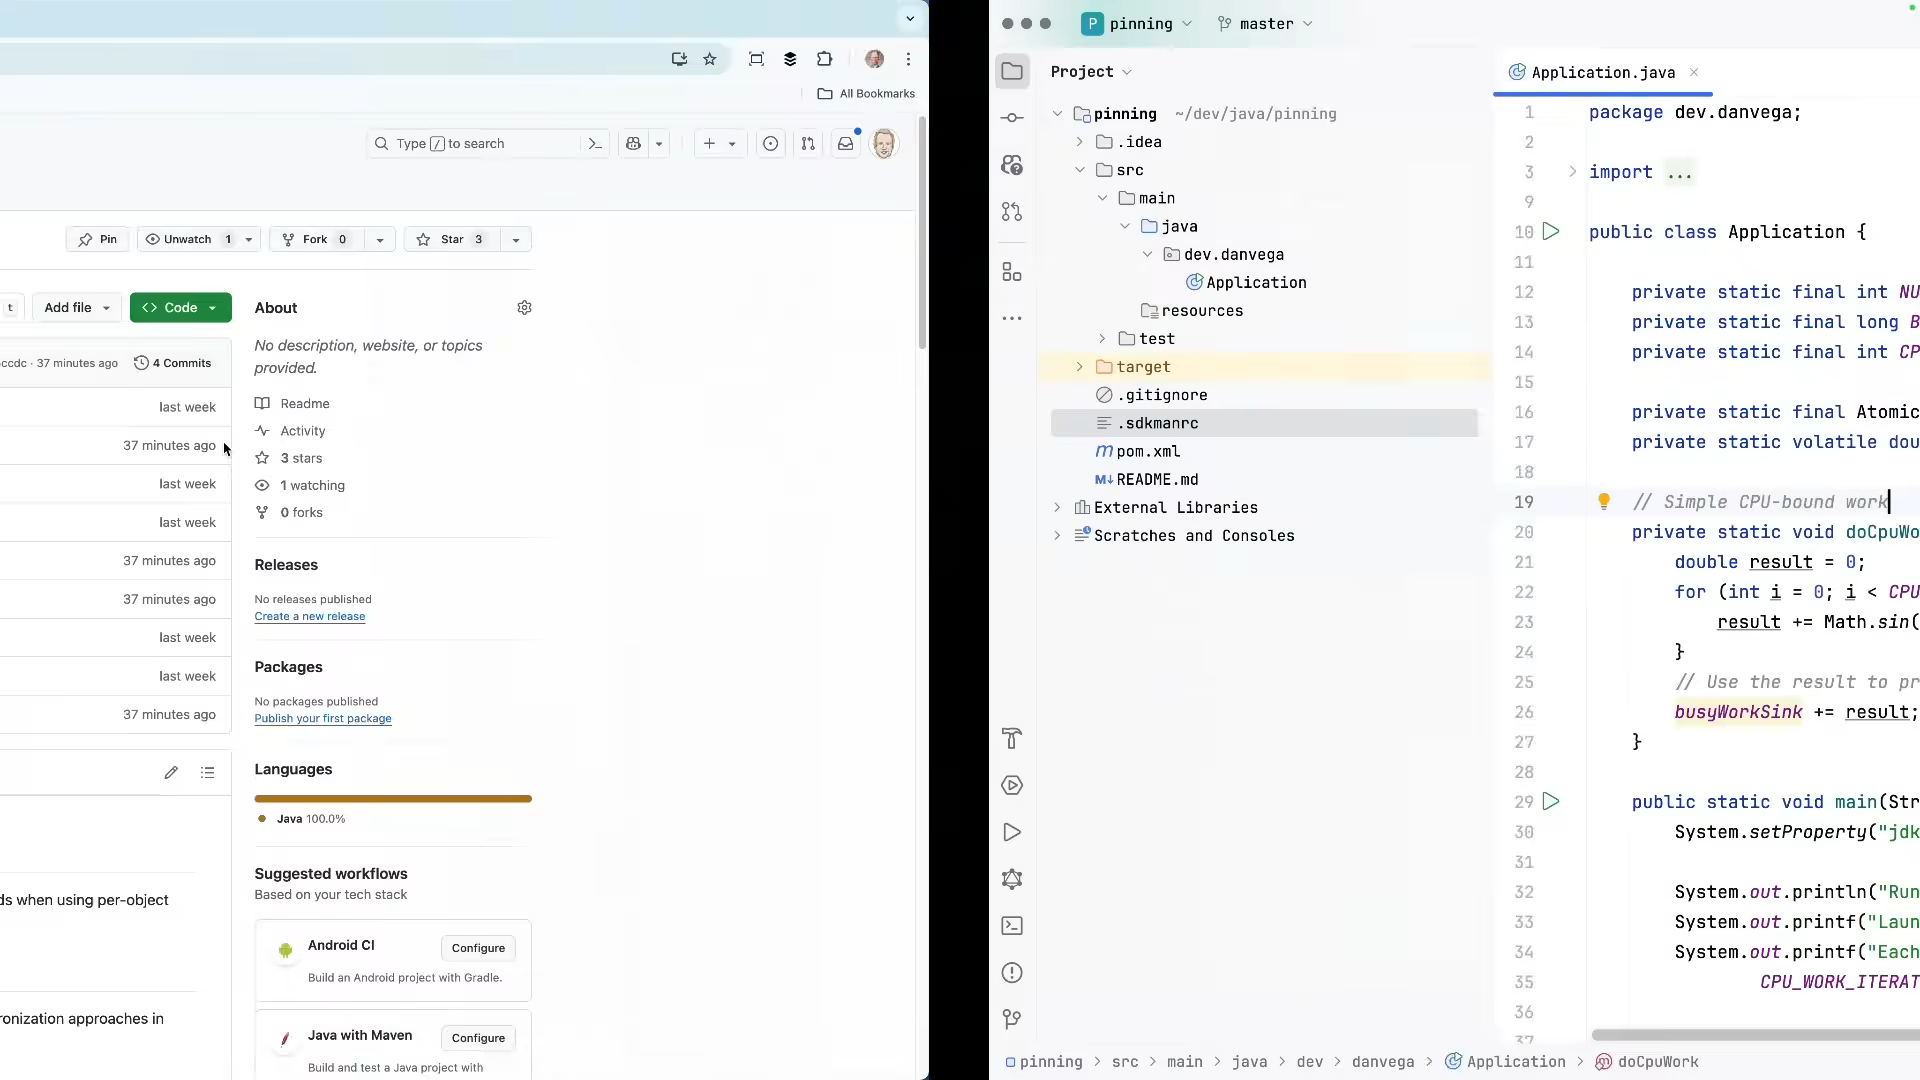 All Bookmarks
Type / to search
Pin
Unwatch 1
Fork 0
Star 3
t
Add file
Code
ccdc · 37 minutes ago
4 Commits
last week
37 minutes ago
last week
last week
37 minutes ago
37 minutes ago
last week
last week
37 minutes ago
ds when using per-object
ronization approaches in
About
No description, website, or topics
provided.
Readme
Activity
3 stars
1 watching
0 forks
Releases
No releases published
Create a new release
Packages
No packages published
Publish your first package
Languages
Java 100.0%
Suggested workflows
Based on your tech stack
Android CI
Configure
Build an Android project with Gradle.
Java with Maven
Configure
Build and test a Java project with
P pinning
master
Project
pinning ~/dev/java/pinning
.idea
src
main
java
dev.danvega
Application
resources
test
target
.gitignore
.sdkmanrc
pom.xml
README.md
External Libraries
Scratches and Consoles
Application.java
1 package dev.danvega;
2
3 import ...
9
10 public class Application {
11
12 private static final int NU
13 private static final long B
14 private static final int CP
15
16 private static final Atomic
17 private static volatile dou
18
19 // Simple CPU-bound work
20 private static void doCpuWo
21 double result = 0;
22 for (int i = 0; i < CPU
23 result += Math.sin(
24 }
25 // Use the result to pr
26 busyWorkSink += result;
27 }
28
29 public static void main(Str
30 System.setProperty("jdk
31
32 System.out.println("Run
33 System.out.printf("Laun
34 System.out.printf("Each
35 CPU_WORK_ITERAT
36
37
pinning > src > main > java > dev > danvega > Application > doCpuWork